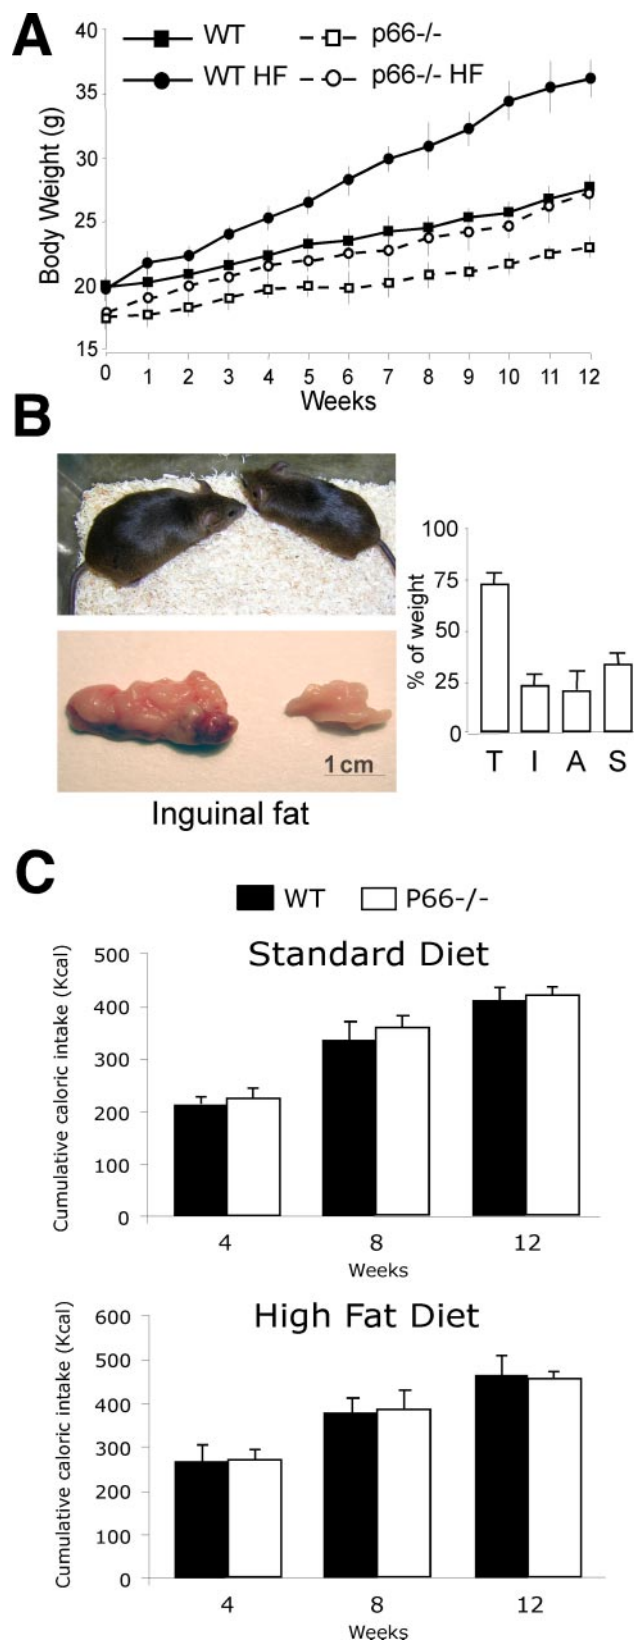 A
WT
p66-/-
WT HF
p66-/- HF
Body Weight (g)
40
35
30
25
20
15
0 1 2 3 4 5 6 7 8 9 10 11 12
Weeks
B
1 cm
Inguinal fat
% of weight
100
75
50
25
0
T I A S
C
WT P66-/-
Standard Diet
Cumulative caloric intake (Kcal)
500
400
300
200
100
0
4 8 12
Weeks
High Fat Diet
Cumulative caloric intake (Kcal)
600
500
400
300
200
100
0
4 8 12
Weeks